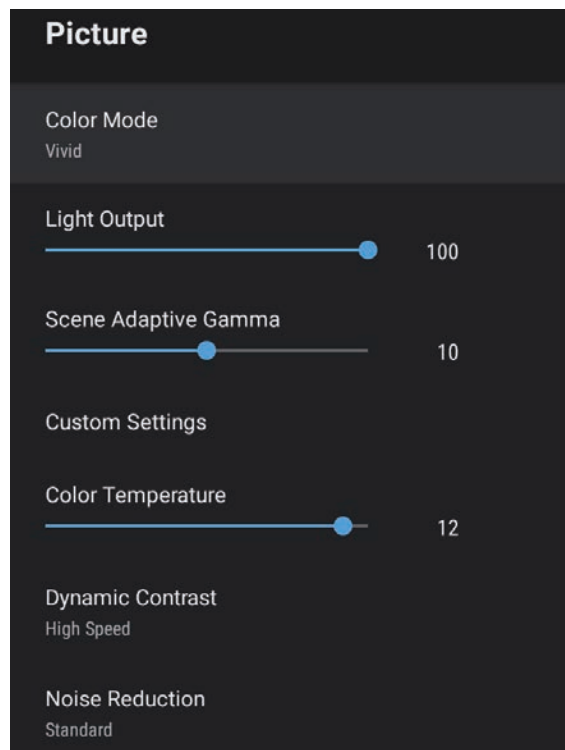 Picture
Color Mode
Vivid
Light Output
100
Scene Adaptive Gamma
10
Custom Settings
Color Temperature
12
Dynamic Contrast
High Speed
Noise Reduction
Standard